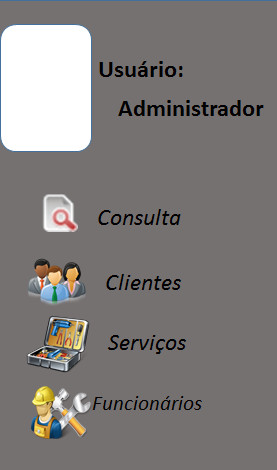 Usuário:
Administrador
Consulta
Clientes
Serviços
Funcionários